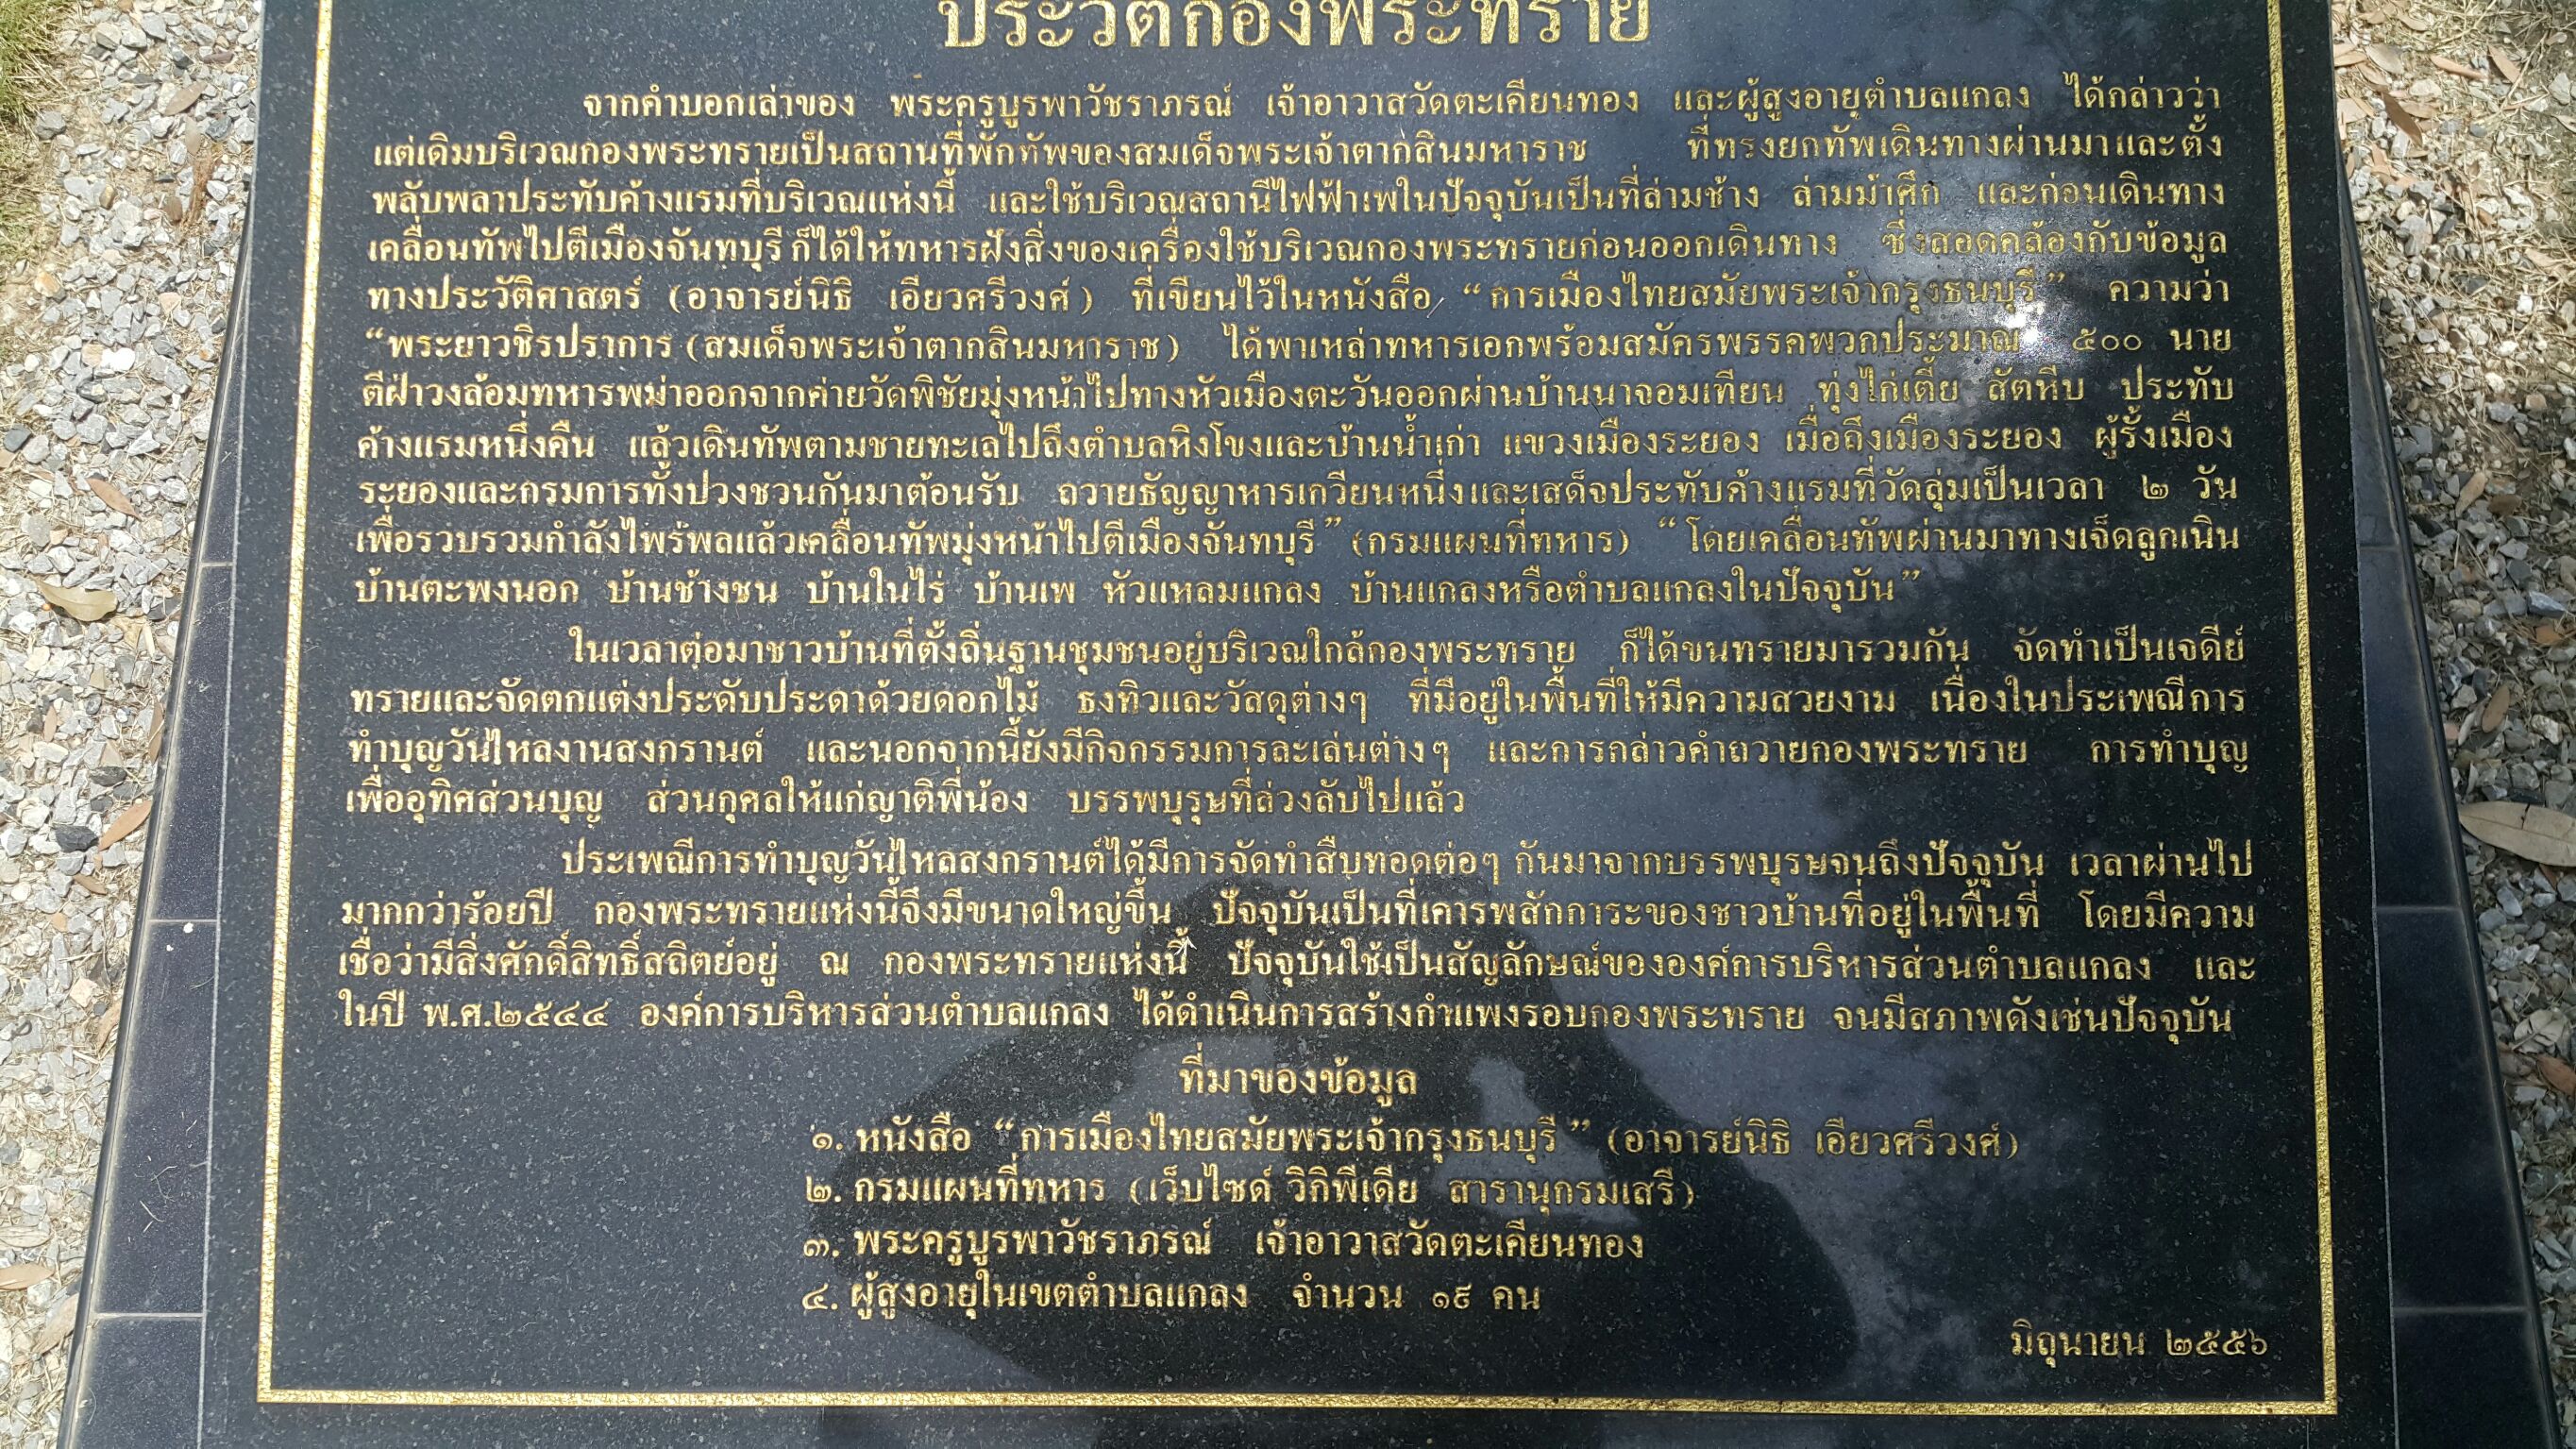 ประวัติกองพระทราย
จากคำบอกเล่าของ พระครูบูรพาวัชราภรณ์ เจ้าอาวาสวัดตะเคียนทอง และผู้สูงอายุตำบลแกลง ได้กล่าวว่า
แต่เดิมบริเวณกองพระทรายเป็นสถานที่พักทัพของสมเด็จพระเจ้าตากสินมหาราช ที่ทรงยกทัพเดินทางผ่านมาและตั้ง
พลับพลาประทับค้างแรมที่บริเวณแห่งนี้ และใช้บริเวณสถานีไฟฟ้าเพในปัจจุบันเป็นที่ล่ามช้าง ล่ามม้าศึก และก่อนเดินทาง
เคลื่อนทัพไปตีเมืองจันทบุรีก็ได้ให้ทหารฝังสิ่งของเครื่องใช้บริเวณกองพระทรายก่อนออกเดินทาง ซึ่งสอดคล้องกับข้อมูล
ทางประวัติศาสตร์ (อาจารย์นิธิ เอียวศรีวงศ์) ที่เขียนไว้ในหนังสือ “การเมืองไทยสมัยพระเจ้ากรุงธนบุรี” ความว่า
“พระยาวชิรปราการ (สมเด็จพระเจ้าตากสินมหาราช) ได้พาเหล่าทหารเอกพร้อมสมัครพรรคพวกประมาณ ๕๐๐ นาย
ตีฝ่าวงล้อมทหารพม่าออกจากค่ายวัดพิชัยมุ่งหน้าไปทางหัวเมืองตะวันออกผ่านบ้านนาจอมเทียน ทุ่งไก่เตี้ย สัตหีบ ประทับ
ค้างแรมหนึ่งคืน แล้วเดินทัพตามชายทะเลไปถึงตำบลหิงโขงและบ้านน้ำเก่า แขวงเมืองระยอง เมื่อถึงเมืองระยอง ผู้รั้งเมือง
ระยองและกรมการทั้งปวงชวนกันมาต้อนรับ ถวายธัญญาหารเกวียนหนึ่งและเสด็จประทับค้างแรมที่วัดลุ่มเป็นเวลา ๒ วัน
เพื่อรวบรวมกำลังไพร่พลแล้วเคลื่อนทัพมุ่งหน้าไปตีเมืองจันทบุรี” (กรมแผนที่ทหาร) “โดยเคลื่อนทัพผ่านมาทางเจ็ดลูกเนิน
บ้านตะพงนอก บ้านช้างชน บ้านในไร่ บ้านเพ หัวแหลมแกลง บ้านแกลงหรือตำบลแกลงในปัจจุบัน”
ในเวลาต่อมาชาวบ้านที่ตั้งถิ่นฐานชุมชนอยู่บริเวณใกล้กองพระทราย ก็ได้ขนทรายมารวมกัน จัดทำเป็นเจดีย์
ทรายและจัดตกแต่งประดับประดาด้วยดอกไม้ ธงทิวและวัสดุต่างๆ ที่มีอยู่ในพื้นที่ให้มีความสวยงาม เนื่องในประเพณีการ
ทำบุญวันไหลงานสงกรานต์ และนอกจากนี้ยังมีกิจกรรมการละเล่นต่างๆ และการกล่าวคำถวายกองพระทราย การทำบุญ
เพื่ออุทิศส่วนบุญ ส่วนกุศลให้แก่ญาติพี่น้อง บรรพบุรุษที่ล่วงลับไปแล้ว
ประเพณีการทำบุญวันไหลสงกรานต์ได้มีการจัดทำสืบทอดต่อๆ กันมาจากบรรพบุรษจนถึงปัจจุบัน เวลาผ่านไป
มากกว่าร้อยปี กองพระทรายแห่งนี้จึงมีขนาดใหญ่ขึ้น ปัจจุบันเป็นที่เคารพสักการะของชาวบ้านที่อยู่ในพื้นที่ โดยมีความ
เชื่อว่ามีสิ่งศักดิ์สิทธิ์สถิตย์อยู่ ณ กองพระทรายแห่งนี้ ปัจจุบันใช้เป็นสัญลักษณ์ขององค์การบริหารส่วนตำบลแกลง และ
ในปี พ.ศ.๒๕๔๔ องค์การบริหารส่วนตำบลแกลง ได้ดำเนินการสร้างกำแพงรอบกองพระทราย จนมีสภาพดังเช่นปัจจุบัน
ที่มาของข้อมูล
๑. หนังสือ “การเมืองไทยสมัยพระเจ้ากรุงธนบุรี” (อาจารย์นิธิ เอียวศรีวงศ์)
๒. กรมแผนที่ทหาร (เว็บไซด์ วิกิพีเดีย สารานุกรมเสรี)
๓. พระครูบูรพาวัชราภรณ์ เจ้าอาวาสวัดตะเคียนทอง
๔. ผู้สูงอายุในเขตตำบลแกลง จำนวน ๑๙ คน
มิถุนายน ๒๕๕๖